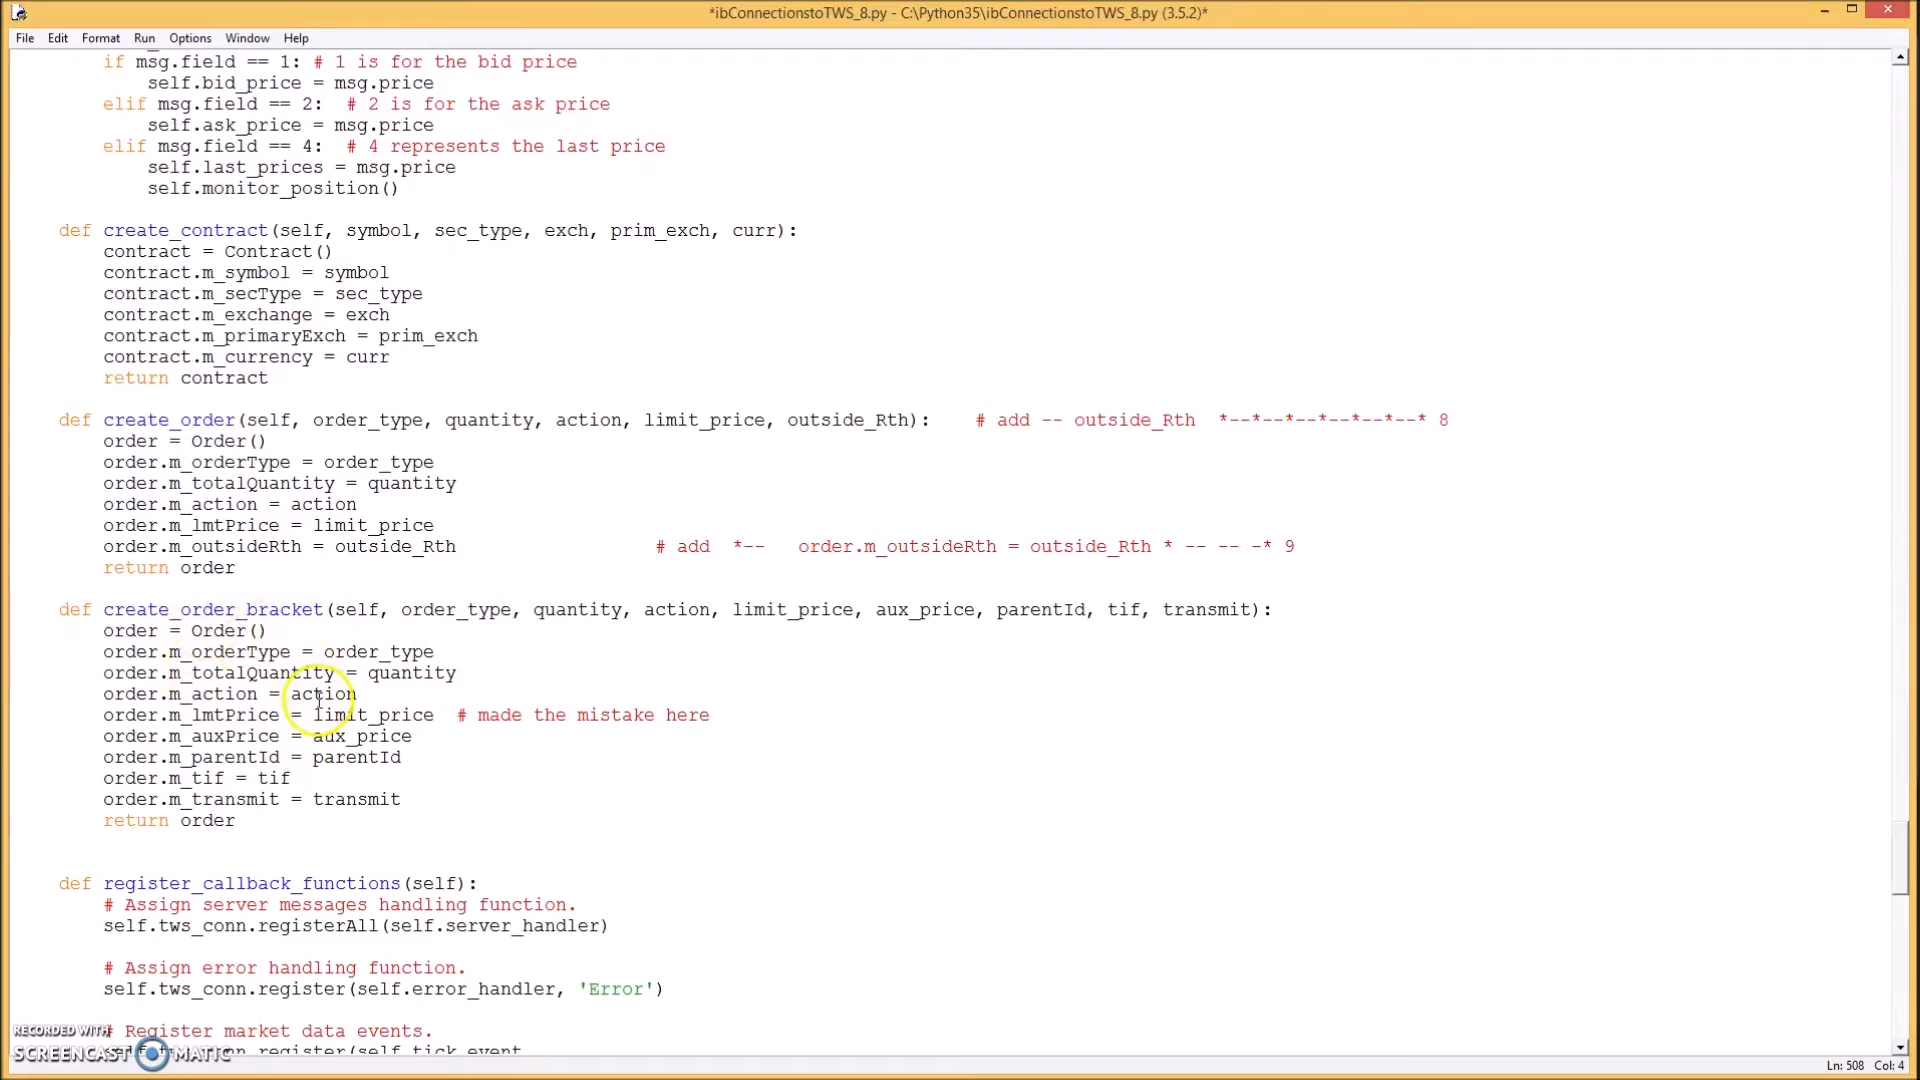 *ibConnectionstoTWS_8.py - C:\Python35\ibConnectionstoTWS_8.py (3.5.2)*
File Edit Format Run Options Window Help
if msg.field == 1: # 1 is for the bid price
self.bid_price = msg.price
elif msg.field == 2:  # 2 is for the ask price
self.ask_price = msg.price
elif msg.field == 4:  # 4 represents the last price
self.last_prices = msg.price
self.monitor_position()
def create_contract(self, symbol, sec_type, exch, prim_exch, curr):
contract = Contract()
contract.m_symbol = symbol
contract.m_secType = sec_type
contract.m_exchange = exch
contract.m_primaryExch = prim_exch
contract.m_currency = curr
return contract
def create_order(self, order_type, quantity, action, limit_price, outside_Rth):    # add -- outside_Rth  *--*--*--*--*--*--* 8
order = Order()
order.m_orderType = order_type
order.m_totalQuantity = quantity
order.m_action = action
order.m_lmtPrice = limit_price
order.m_outsideRth = outside_Rth                  # add  *--   order.m_outsideRth = outside_Rth * -- -- -* 9
return order
def create_order_bracket(self, order_type, quantity, action, limit_price, aux_price, parentId, tif, transmit):
order = Order()
order.m_orderType = order_type
order.m_totalQuantity = quantity
order.m_action = action
order.m_lmtPrice = limit_price  # made the mistake here
order.m_auxPrice = aux_price
order.m_parentId = parentId
order.m_tif = tif
order.m_transmit = transmit
return order
def register_callback_functions(self):
# Assign server messages handling function.
self.tws_conn.registerAll(self.server_handler)
# Assign error handling function.
self.tws_conn.register(self.error_handler, 'Error')
# Register market data events.
RECORDED WITH
SCREENCAST MATIC
Ln: 508 Col: 4